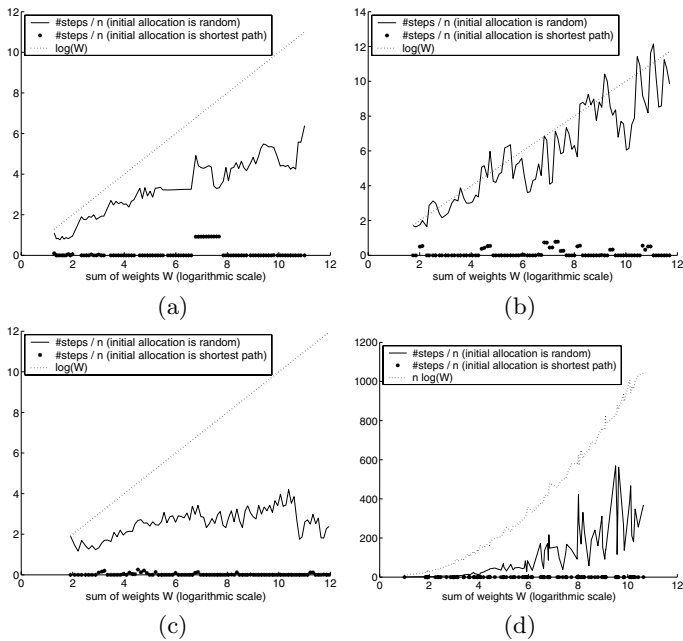 12
10
8
6
4
2
0
#steps / n (initial allocation is random)
#steps / n (initial allocation is shortest path)
log(W)
0 2 4 6 8 10 12
sum of weights W (logarithmic scale)
(a)
14
12
10
8
6
4
2
0
#steps / n (initial allocation is random)
#steps / n (initial allocation is shortest path)
log(W)
0 2 4 6 8 10 12
sum of weights W (logarithmic scale)
(b)
12
10
8
6
4
2
0
#steps / n (initial allocation is random)
#steps / n (initial allocation is shortest path)
log(W)
0 2 4 6 8 10 12
sum of weights W (logarithmic scale)
(c)
1200
1000
800
600
400
200
0
#steps / n (initial allocation is random)
#steps / n (initial allocation is shortest path)
n log(W)
0 2 4 6 8 10 12
sum of weights W (logarithmic scale)
(d)